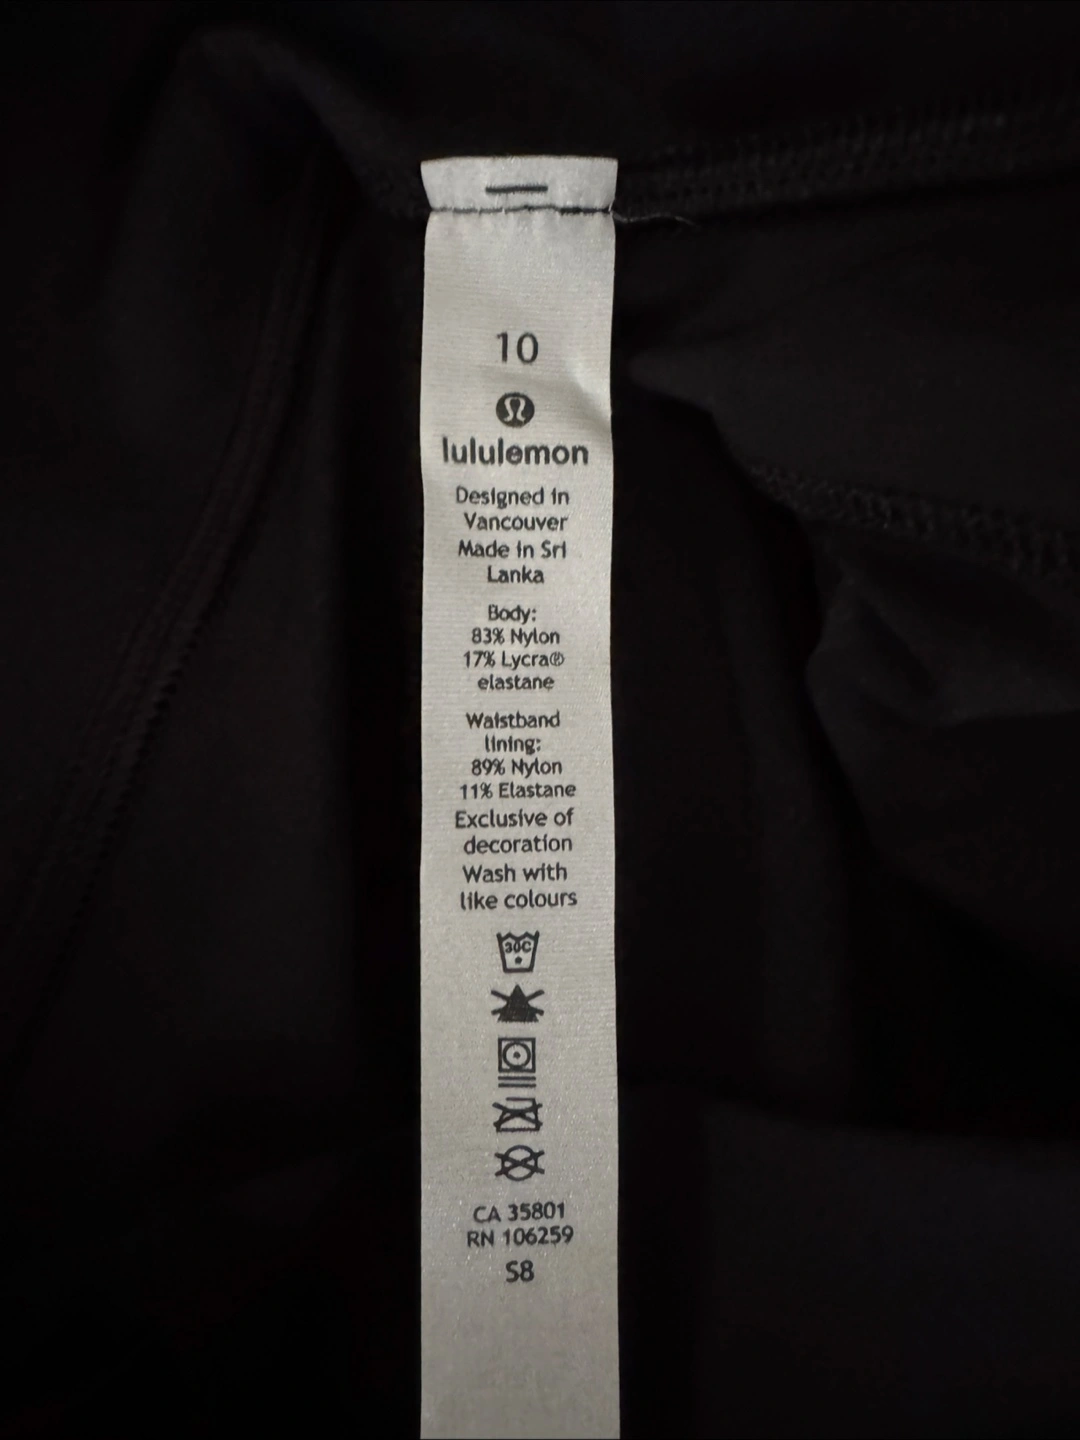 10
lululemon
Designed in
Vancouver
Made in Sri
Lanka
Body:
83% Nylon
17% Lycra®
elastane
Waistband
lining:
89% Nylon
11% Elastane
Exclusive of
decoration
Wash with
like colours
30C
CA 35801
RN 106259
S8